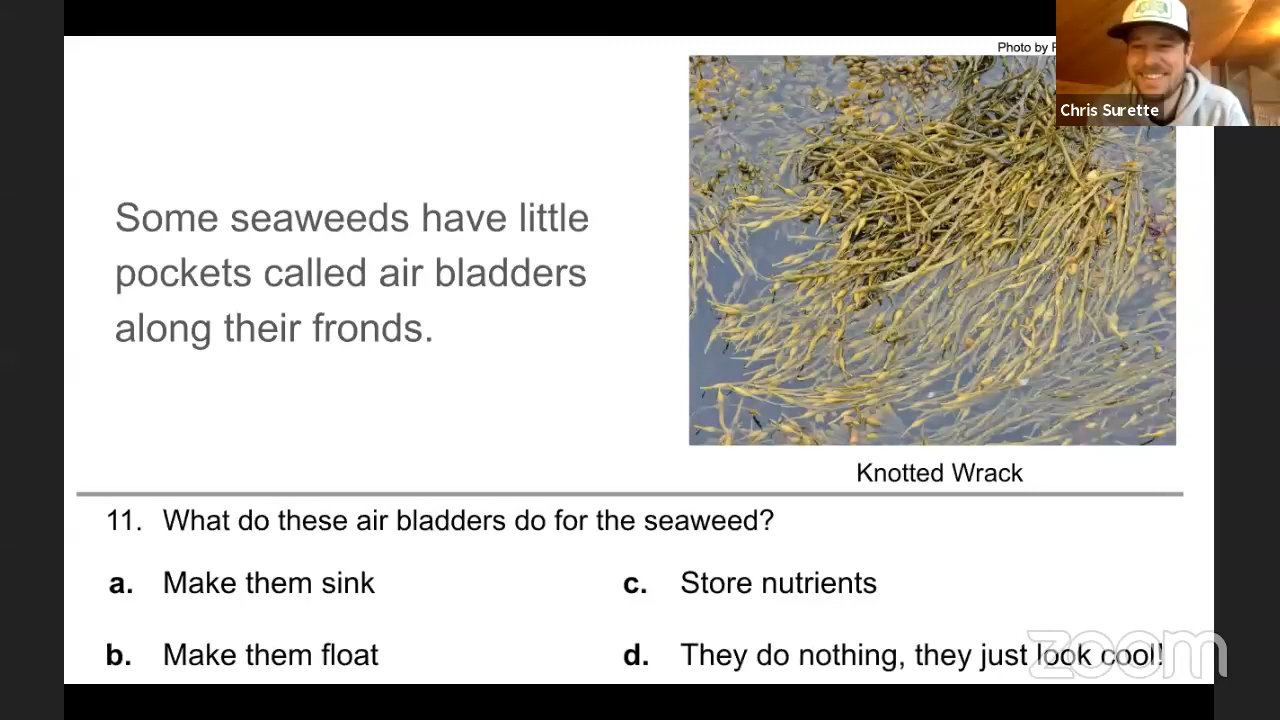 Photo by
Chris Surette
Some seaweeds have little
pockets called air bladders
along their fronds.
Knotted Wrack
11. What do these air bladders do for the seaweed?
a. Make them sink
c. Store nutrients
b. Make them float
d. They do nothing, they just look cool!
zoom